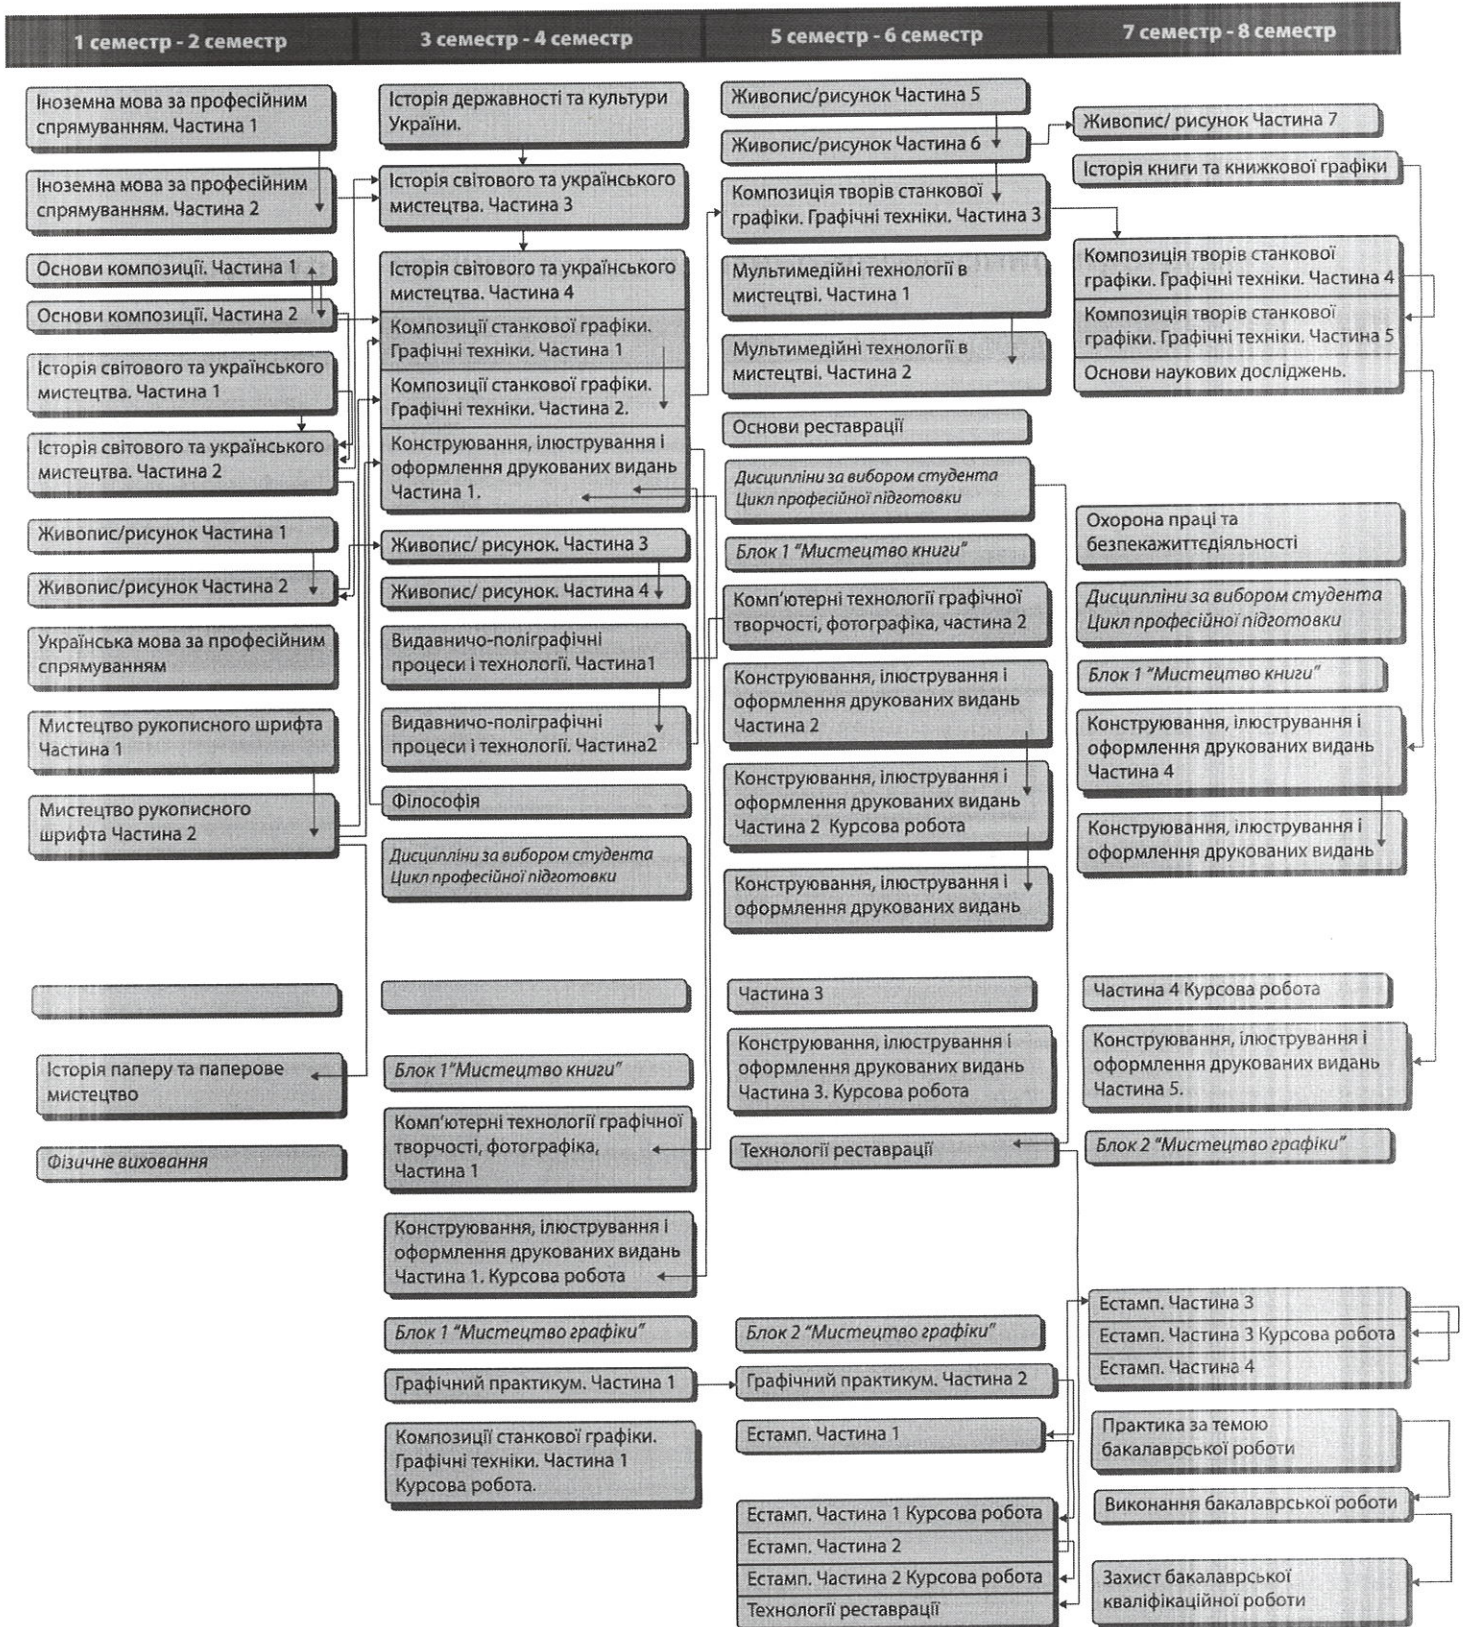 1 семестр - 2 семестр
3 семестр - 4 семестр
5 семестр - 6 семестр
7 семестр - 8 семестр
Іноземна мова за професійним
спрямуванням. Частина 1
Іноземна мова за професійним
спрямуванням. Частина 2
Основи композиції. Частина 1
Основи композиції. Частина 2
Історія світового та українського
мистецтва. Частина 1
Історія світового та українського
мистецтва. Частина 2
Живопис/рисунок Частина 1
Живопис/рисунок Частина 2
Українська мова за професійним
спрямуванням
Мистецтво рукописного шрифта
Частина 1
Мистецтво рукописного
шрифта Частина 2
Історія паперу та паперове
мистецтво
Фізичне виховання
Історія державності та культури
України.
Історія світового та українського
мистецтва. Частина 3
Історія світового та українського
мистецтва. Частина 4
Композиції станкової графіки.
Графічні техніки. Частина 1
Композиції станкової графіки.
Графічні техніки. Частина 2.
Конструювання, ілюстрування і
оформлення друкованих видань
Частина 1.
Живопис/ рисунок. Частина 3
Живопис/ рисунок. Частина 4
Видавничо-поліграфічні
процеси і технології. Частина1
Видавничо-поліграфічні
процеси і технології. Частина2
Філософія
Дисципліни за вибором студента
Цикл професійної підготовки
Блок 1"Мистецтво книги"
Комп'ютерні технології графічної
творчості, фотографіка,
Частина 1
Конструювання, ілюстрування і
оформлення друкованих видань
Частина 1. Курсова робота
Блок 1 "Мистецтво графіки"
Графічний практикум. Частина 1
Композиції станкової графіки.
Графічні техніки. Частина 1
Курсова робота.
Живопис/рисунок Частина 5
Живопис/рисунок Частина 6
Композиція творів станкової
графіки. Графічні техніки. Частина 3
Мультимедійні технології в
мистецтві. Частина 1
Мультимедійні технології в
мистецтві. Частина 2
Основи реставрації
Дисципліни за вибором студента
Цикл професійної підготовки
Блок 1 "Мистецтво книги"
Комп'ютерні технології графічної
творчості, фотографіка, частина 2
Конструювання, ілюстрування і
оформлення друкованих видань
Частина 2
Конструювання, ілюстрування і
оформлення друкованих видань
Частина 2 Курсова робота
Конструювання, ілюстрування і
оформлення друкованих видань
Частина 3
Конструювання, ілюстрування і
оформлення друкованих видань
Частина 3. Курсова робота
Технології реставрації
Блок 2 "Мистецтво графіки"
Графічний практикум. Частина 2
Естамп. Частина 1
Естамп. Частина 1 Курсова робота
Естамп. Частина 2
Естамп. Частина 2 Курсова робота
Технології реставрації
Живопис/ рисунок Частина 7
Історія книги та книжкової графіки
Композиція творів станкової
графіки. Графічні техніки. Частина 4
Композиція творів станкової
графіки. Графічні техніки. Частина 5
Основи наукових досліджень.
Охорона праці та
безпекажиттєдіяльності
Дисципліни за вибором студента
Цикл професійної підготовки
Блок 1 "Мистецтво книги"
Конструювання, ілюстрування і
оформлення друкованих видань
Частина 4
Конструювання, ілюстрування і
оформлення друкованих видань
Частина 4 Курсова робота
Конструювання, ілюстрування і
оформлення друкованих видань
Частина 5.
Блок 2 "Мистецтво графіки"
Естамп. Частина 3
Естамп. Частина 3 Курсова робота
Естамп. Частина 4
Практика за темою
бакалаврської роботи
Виконання бакалаврської роботи
Захист бакалаврської
кваліфікаційної роботи